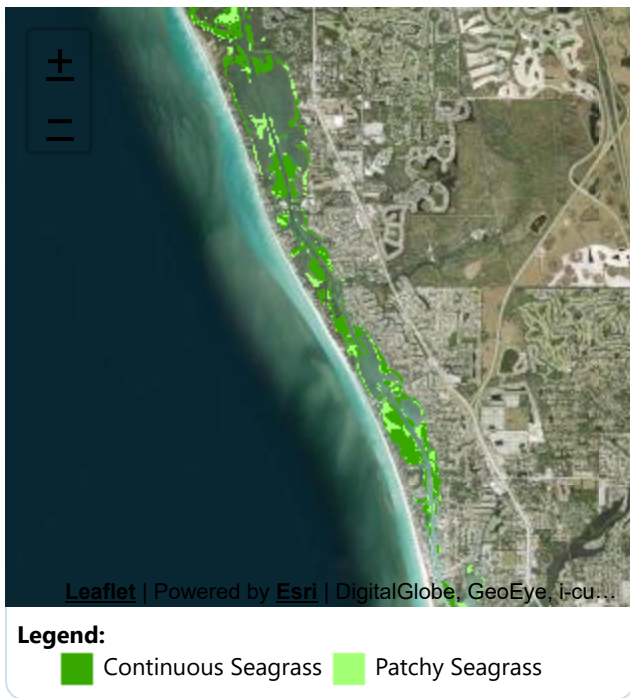 +
−
Leaflet | Powered by Esri | DigitalGlobe, GeoEye, i-cu…
Legend:
Continuous Seagrass Patchy Seagrass